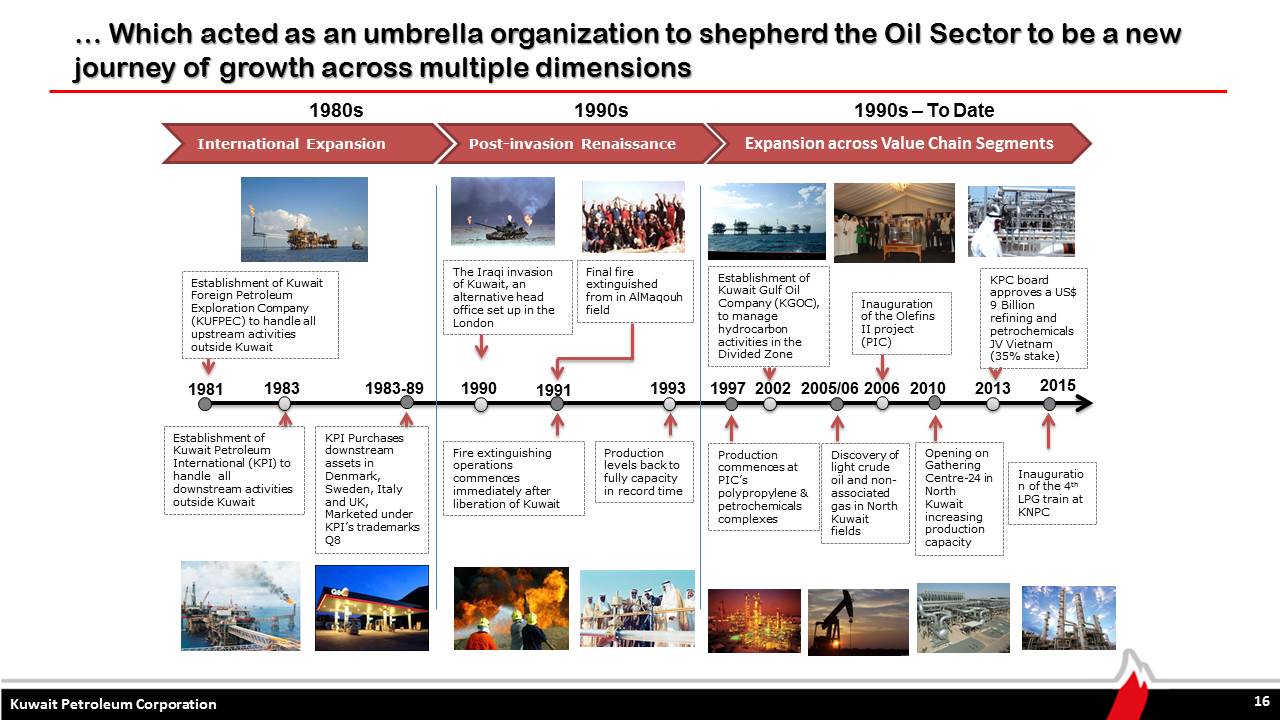 … Which acted as an umbrella organization to shepherd the Oil Sector to be a new
journey of growth across multiple dimensions
1980s
1990s
1990s – To Date
International Expansion
Post-invasion Renaissance
Expansion across Value Chain Segments
Establishment of Kuwait
Foreign Petroleum
Exploration Company
(KUFPEC) to handle all
upstream activities
outside Kuwait
The Iraqi invasion
of Kuwait, an
alternative head
office set up in the
London
Final fire
extinguished
from in AlMaqouh
field
Establishment of
Kuwait Gulf Oil
Company (KGOC),
to manage
hydrocarbon
activities in the
Divided Zone
Inauguration
of the Olefins
II project
(PIC)
KPC board
approves a US$
9 Billion
refining and
petrochemicals
JV Vietnam
(35% stake)
1981
1983
1983-89
1990
1991
1993
1997
2002
2005/06
2006
2010
2013
2015
Establishment of
Kuwait Petroleum
International (KPI) to
handle all
downstream activities
outside Kuwait
KPI Purchases
downstream
assets in
Denmark,
Sweden, Italy
and UK,
Marketed under
KPI’s trademarks
Q8
Fire extinguishing
operations
commences
immediately after
liberation of Kuwait
Production
levels back to
fully capacity
in record time
Production
commences at
PIC’s
polypropylene &
petrochemicals
complexes
Discovery of
light crude
oil and non-
associated
gas in North
Kuwait
fields
Opening on
Gathering
Centre-24 in
North
Kuwait
increasing
production
capacity
Inauguratio
n of the 4th
LPG train at
KNPC
Q8
Kuwait Petroleum Corporation
16